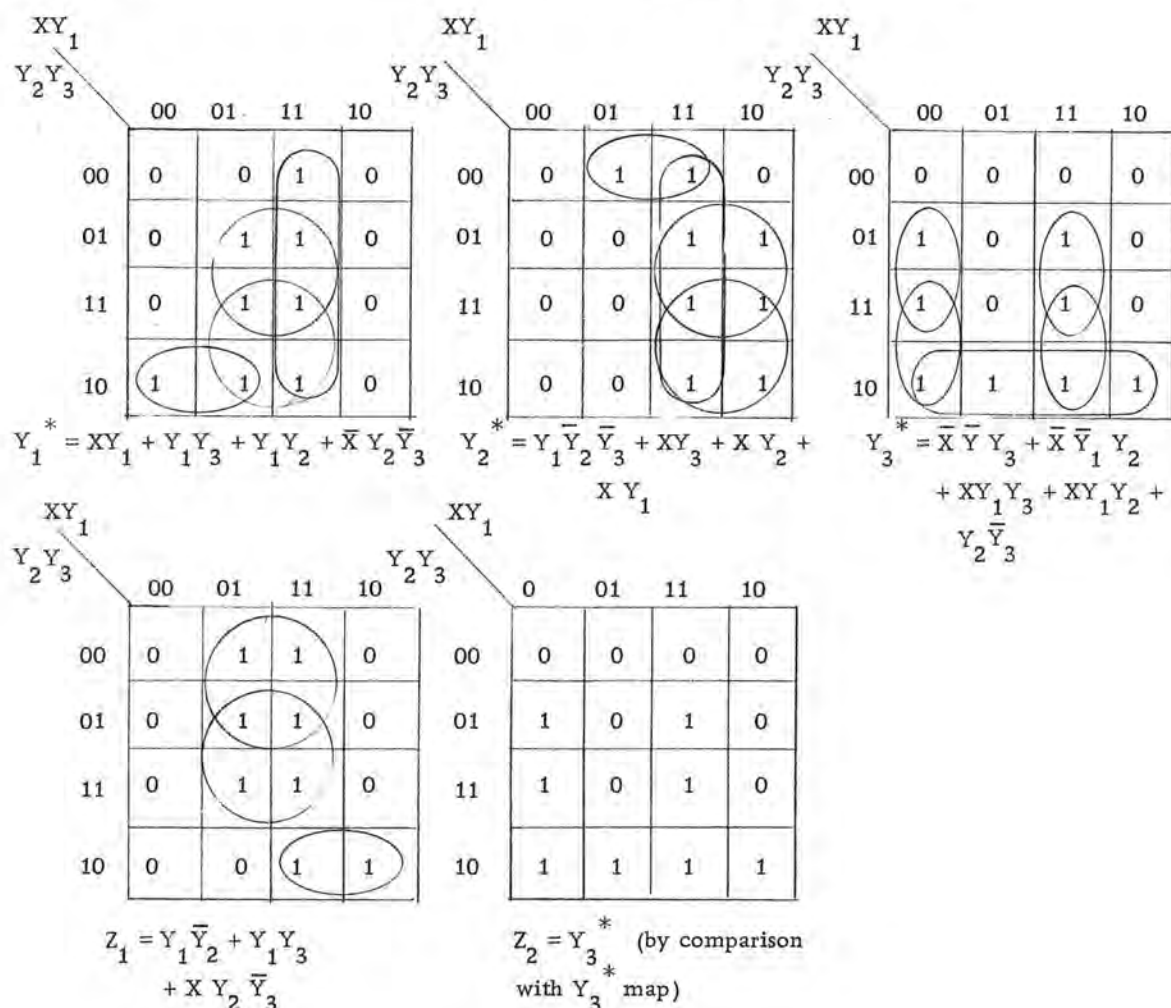 XY₁ XY₁ XY₁
Y₂Y₃ Y₂Y₃ Y₂Y₃
00 01 11 10 00 01 11 10 00 01 11 10
00 0 0 1 0 00 0 1 1 0 00 0 0 0 0
01 0 1 1 0 01 0 0 1 1 01 1 0 1 0
11 0 1 1 0 11 0 0 1 1 11 1 0 1 0
10 1 1 1 0 10 0 0 1 1 10 1 1 1 1
Y₁* = XY₁ + Y₁Y₃ + Y₁Y₂ + X̄ Y₂Ȳ₃ Y₂* = Y₁Ȳ₂Ȳ₃ + XY₃ + X Y₂ + Y₃* = X̄ Ȳ Y₃ + X̄ Ȳ₁ Y₂
X Y₁ + XY₁Y₃ + XY₁Y₂ +
Y₂Ȳ₃
XY₁ XY₁
Y₂Y₃ Y₂Y₃
00 01 11 10 0 01 11 10
00 0 1 1 0 00 0 0 0 0
01 0 1 1 0 01 1 0 1 0
11 0 1 1 0 11 1 0 1 0
10 0 0 1 1 10 1 1 1 1
Z₁ = Y₁Ȳ₂ + Y₁Y₃ Z₂ = Y₃* (by comparison
+ X Y₂Ȳ₃ with Y₃* map)